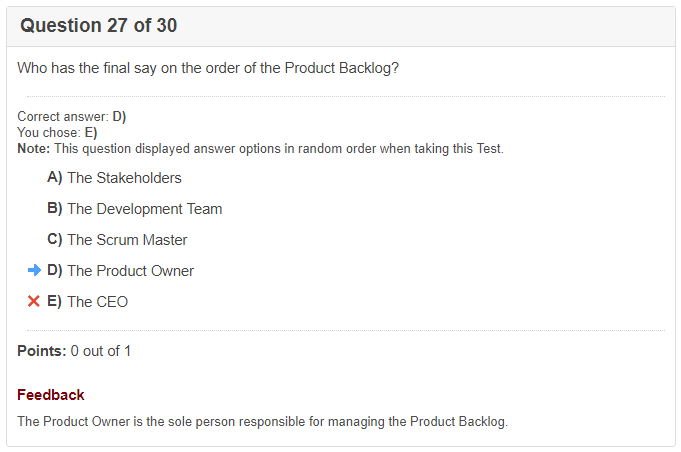 Question 27 of 30
Who has the final say on the order of the Product Backlog?
Correct answer: D)
You chose: E)
Note: This question displayed answer options in random order when taking this Test.
A) The Stakeholders
B) The Development Team
C) The Scrum Master
D) The Product Owner
E) The CEO
Points: 0 out of 1
Feedback
The Product Owner is the sole person responsible for managing the Product Backlog.